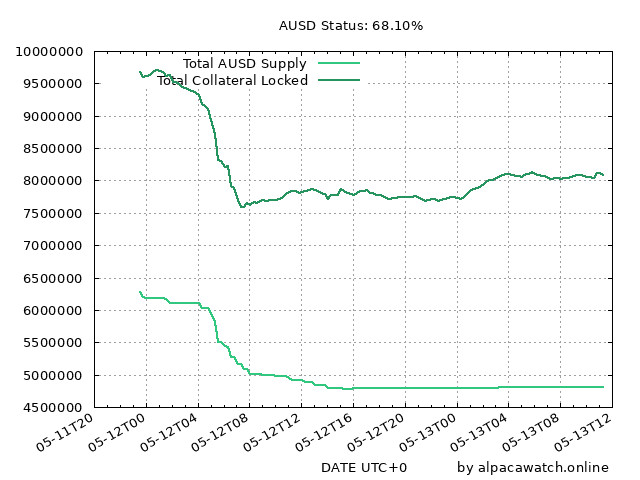 AUSD Status: 68.10%
10000000
Total AUSD Supply
9500000
Total Collateral Locked
9000000
8500000
8000000
7500000
7000000
6500000
6000000
5500000
5000000
4500000
05-11T20
05-12T00
05-12T04
05-12T08
05-12T12
05-12T16
05-12T20
05-13T00
05-13T04
05-13T08
05-13T12
DATE UTC+0
by alpacawatch.online